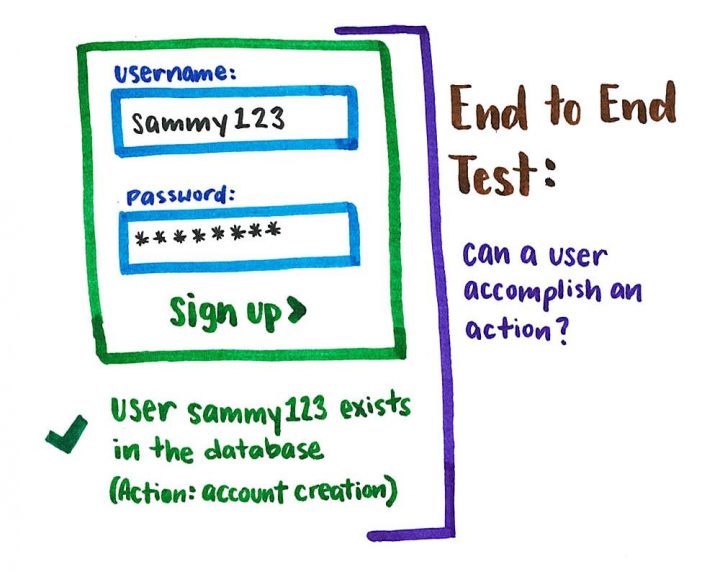 username:
sammy123
password:
********
sign up >
user sammy123 exists
in the database
(Action: account creation)
End to End
Test:
can a user
accomplish an
action?